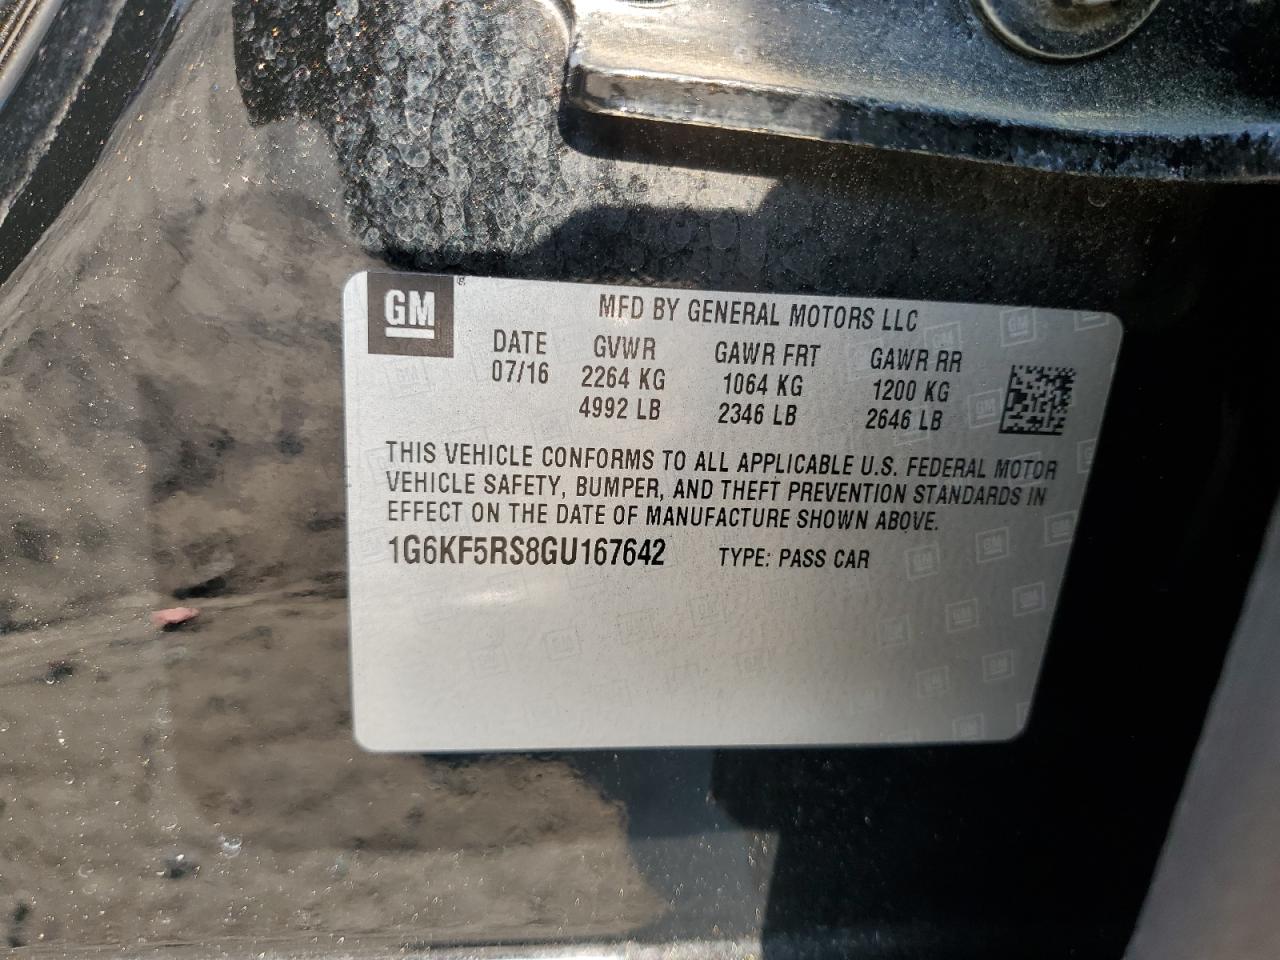 GM
MFD BY GENERAL MOTORS LLC
DATE GVWR GAWR FRT GAWR RR
07/16 2264 KG 1064 KG 1200 KG
4992 LB 2346 LB 2646 LB
THIS VEHICLE CONFORMS TO ALL APPLICABLE U.S. FEDERAL MOTOR
VEHICLE SAFETY, BUMPER, AND THEFT PREVENTION STANDARDS IN
EFFECT ON THE DATE OF MANUFACTURE SHOWN ABOVE.
1G6KF5RS8GU167642 TYPE: PASS CAR